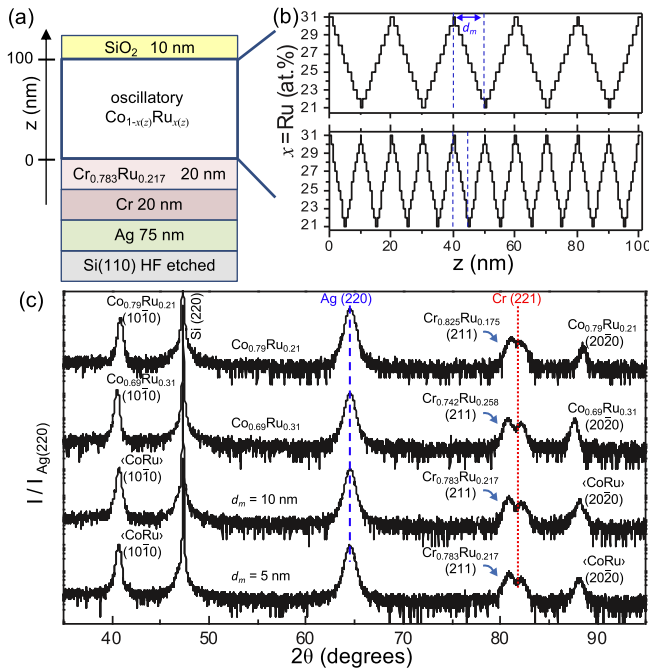 (a)
SiO2 10 nm
100
z (nm)
oscillatory
Co1-x(z)Rux(z)
0
Cr0.783Ru0.217 20 nm
Cr 20 nm
Ag 75 nm
Si(110) HF etched
(b)
x = Ru (at.%)
31
29
27
25
23
21
dm
31
29
27
25
23
21
0 20 40 60 80 100
z (nm)
(c)
I / IAg(220)
Co0.79Ru0.21
(101̄0)
Si (220)
Co0.79Ru0.21
Ag (220)
Cr (221)
Cr0.825Ru0.175
(211)
Co0.79Ru0.21
(202̄0)
Co0.69Ru0.31
(101̄0)
Co0.69Ru0.31
Cr0.742Ru0.258
(211)
Co0.69Ru0.31
(202̄0)
‹CoRu›
(101̄0)
dm = 10 nm
Cr0.783Ru0.217
(211)
‹CoRu›
(202̄0)
‹CoRu›
(101̄0)
dm = 5 nm
Cr0.783Ru0.217
(211)
‹CoRu›
(202̄0)
40 50 60 70 80 90
2θ (degrees)